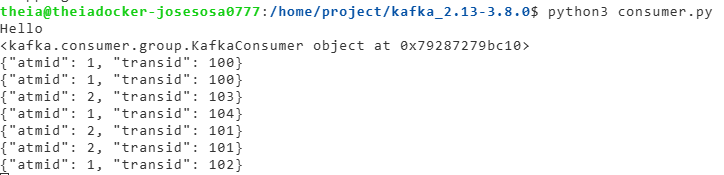 theia@theiadocker-josesosa0777:/home/project/kafka_2.13-3.8.0$ python3 consumer.py
Hello
<kafka.consumer.group.KafkaConsumer object at 0x79287279bc10>
{"atmid": 1, "transid": 100}
{"atmid": 1, "transid": 100}
{"atmid": 2, "transid": 103}
{"atmid": 1, "transid": 104}
{"atmid": 2, "transid": 101}
{"atmid": 2, "transid": 101}
{"atmid": 1, "transid": 102}